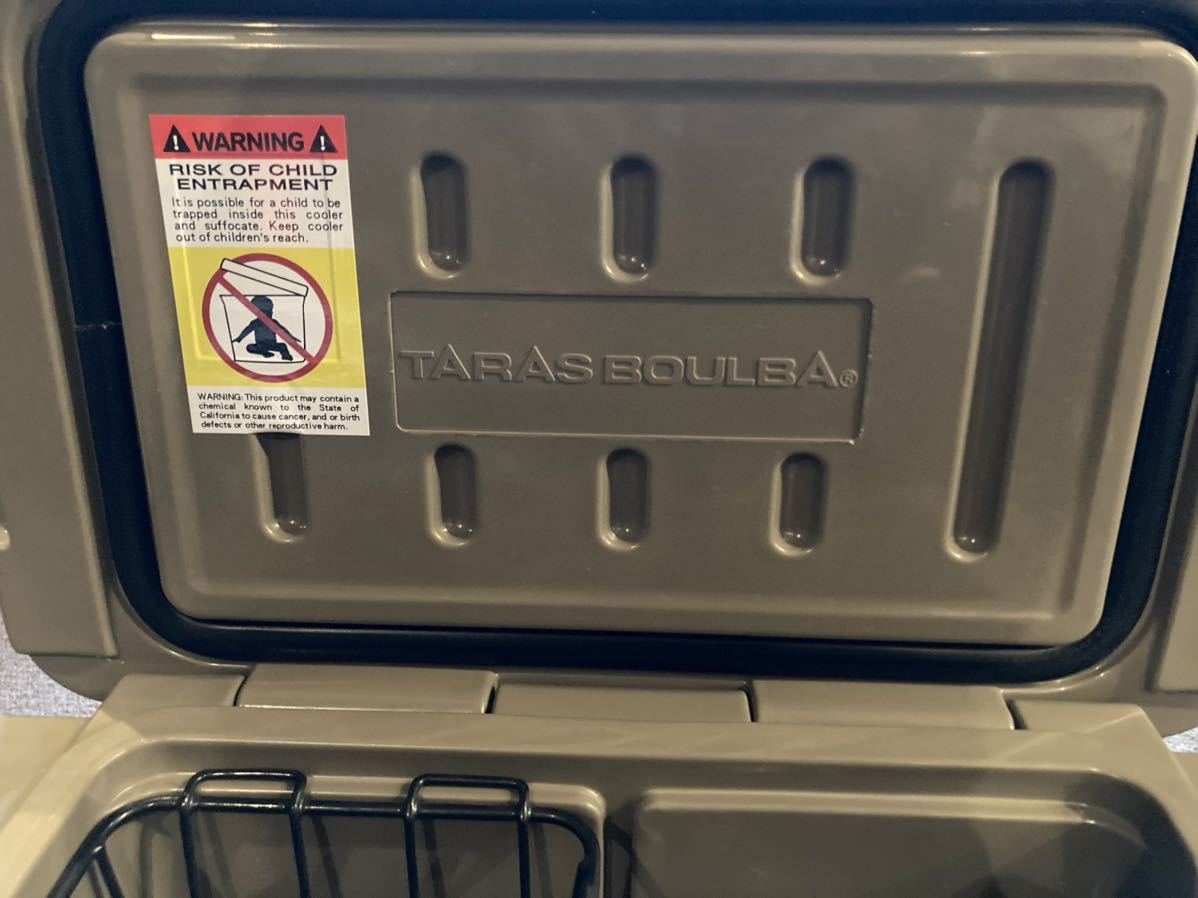 WARNING
RISK OF CHILD
ENTRAPMENT
It is possible for a child to be
trapped inside this cooler
and suffocate. Keep cooler
out of children's reach.
WARNING: This product may contain a
chemical known to the State of
California to cause cancer, and or birth
defects or other reproductive harm.
TARAS BOULBA®